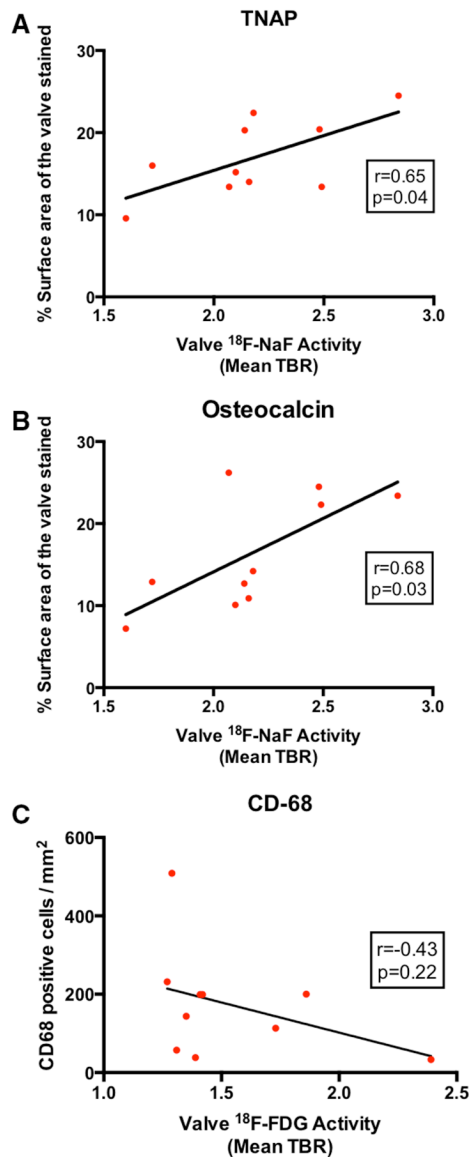 A
TNAP
% Surface area of the valve stained
30
20
10
0
r=0.65
p=0.04
1.5 2.0 2.5 3.0
Valve ¹⁸F-NaF Activity
(Mean TBR)
B
Osteocalcin
% Surface area of the valve stained
30
20
10
0
r=0.68
p=0.03
1.5 2.0 2.5 3.0
Valve ¹⁸F-NaF Activity
(Mean TBR)
C
CD-68
CD68 positive cells / mm²
600
400
200
0
r=-0.43
p=0.22
1.0 1.5 2.0 2.5
Valve ¹⁸F-FDG Activity
(Mean TBR)